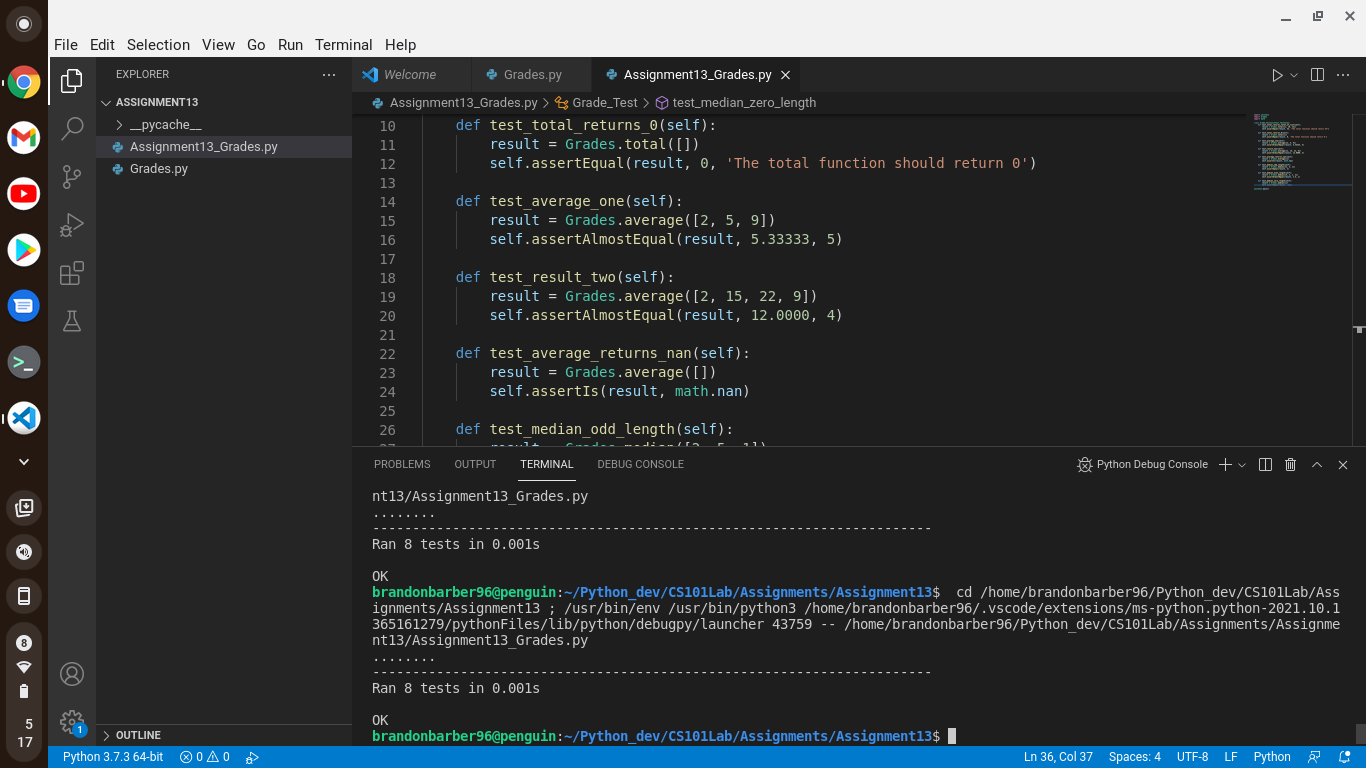 File Edit Selection View Go Run Terminal Help
EXPLORER
ASSIGNMENT13
__pycache__
Assignment13_Grades.py
Grades.py
OUTLINE
Welcome
Grades.py
Assignment13_Grades.py
Assignment13_Grades.py > Grade_Test > test_median_zero_length
10 def test_total_returns_0(self):
11 result = Grades.total([])
12 self.assertEqual(result, 0, 'The total function should return 0')
13
14 def test_average_one(self):
15 result = Grades.average([2, 5, 9])
16 self.assertAlmostEqual(result, 5.33333, 5)
17
18 def test_result_two(self):
19 result = Grades.average([2, 15, 22, 9])
20 self.assertAlmostEqual(result, 12.0000, 4)
21
22 def test_average_returns_nan(self):
23 result = Grades.average([])
24 self.assertIs(result, math.nan)
25
26 def test_median_odd_length(self):
PROBLEMS OUTPUT TERMINAL DEBUG CONSOLE
Python Debug Console
nt13/Assignment13_Grades.py
........
----------------------------------------------------------------------
Ran 8 tests in 0.001s
OK
brandonbarber96@penguin:~/Python_dev/CS101Lab/Assignments/Assignment13$ cd /home/brandonbarber96/Python_dev/CS101Lab/Ass
ignments/Assignment13 ; /usr/bin/env /usr/bin/python3 /home/brandonbarber96/.vscode/extensions/ms-python.python-2021.10.1
365161279/pythonFiles/lib/python/debugpy/launcher 43759 -- /home/brandonbarber96/Python_dev/CS101Lab/Assignments/Assignme
nt13/Assignment13_Grades.py
........
----------------------------------------------------------------------
Ran 8 tests in 0.001s
OK
brandonbarber96@penguin:~/Python_dev/CS101Lab/Assignments/Assignment13$
8
5
17
1
Python 3.7.3 64-bit
0 0
Ln 36, Col 37
Spaces: 4
UTF-8
LF
Python